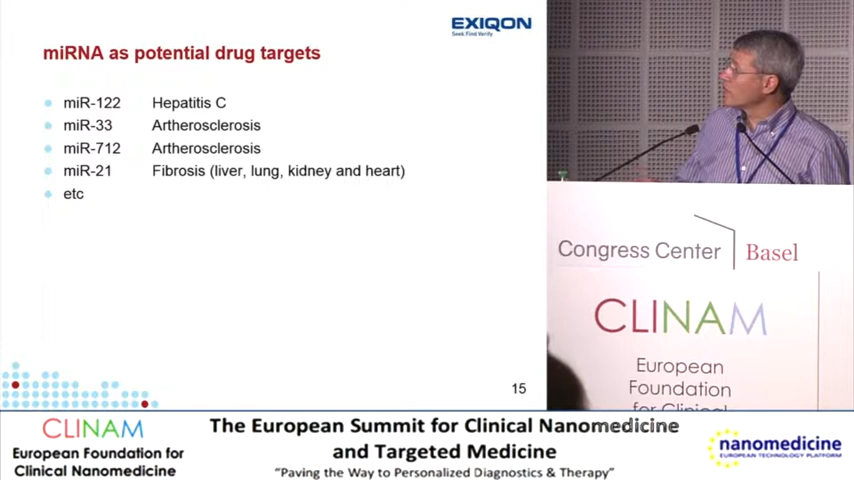 EXIQON
Seek Find Verify
miRNA as potential drug targets
miR-122 Hepatitis C
miR-33 Artherosclerosis
miR-712 Artherosclerosis
miR-21 Fibrosis (liver, lung, kidney and heart)
etc
15
Congress Center Basel
CLINAM
European
Foundation
for Clinical
CLINAM
European Foundation for
Clinical Nanomedicine
The European Summit for Clinical Nanomedicine
and Targeted Medicine
"Paving the Way to Personalized Diagnostics & Therapy"
nanomedicine
EUROPEAN TECHNOLOGY PLATFORM